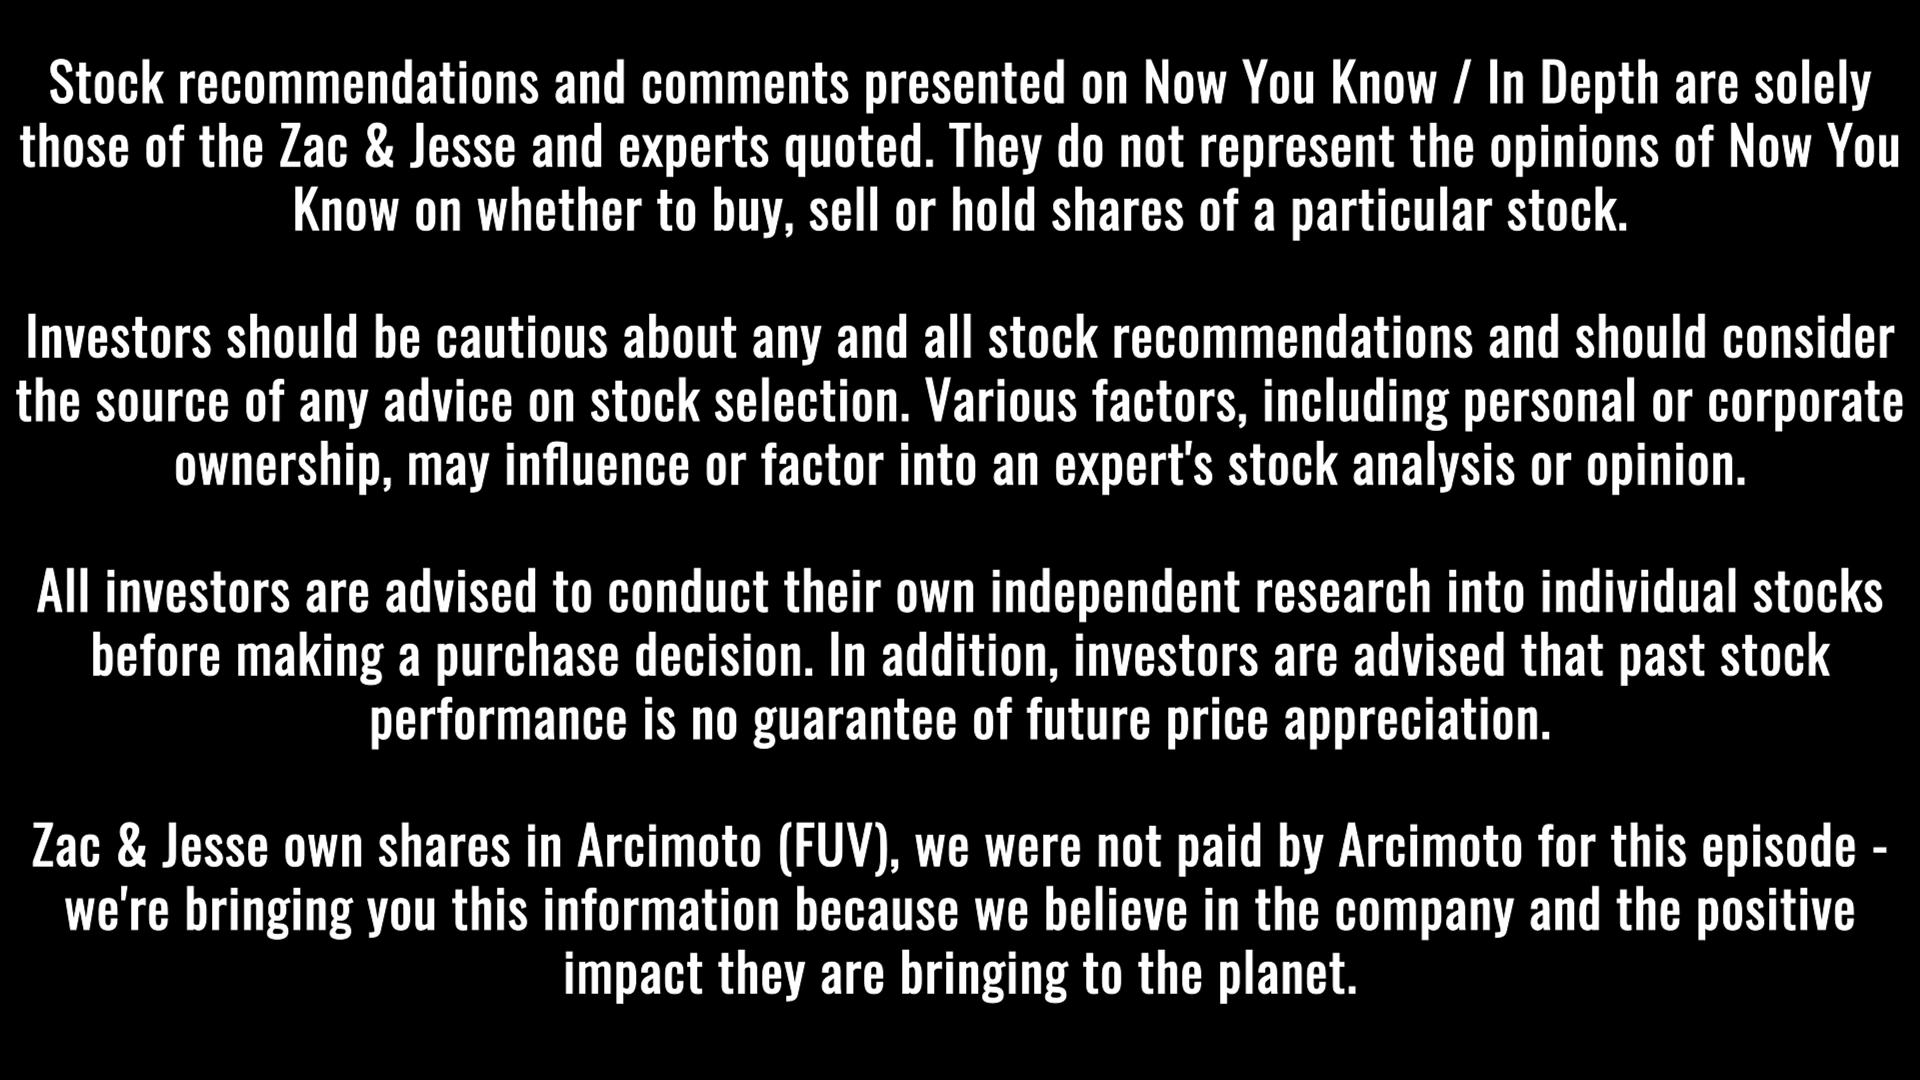 Stock recommendations and comments presented on Now You Know / In Depth are solely
those of the Zac & Jesse and experts quoted. They do not represent the opinions of Now You
Know on whether to buy, sell or hold shares of a particular stock.
Investors should be cautious about any and all stock recommendations and should consider
the source of any advice on stock selection. Various factors, including personal or corporate
ownership, may influence or factor into an expert's stock analysis or opinion.
All investors are advised to conduct their own independent research into individual stocks
before making a purchase decision. In addition, investors are advised that past stock
performance is no guarantee of future price appreciation.
Zac & Jesse own shares in Arcimoto (FUV), we were not paid by Arcimoto for this episode -
we're bringing you this information because we believe in the company and the positive
impact they are bringing to the planet.